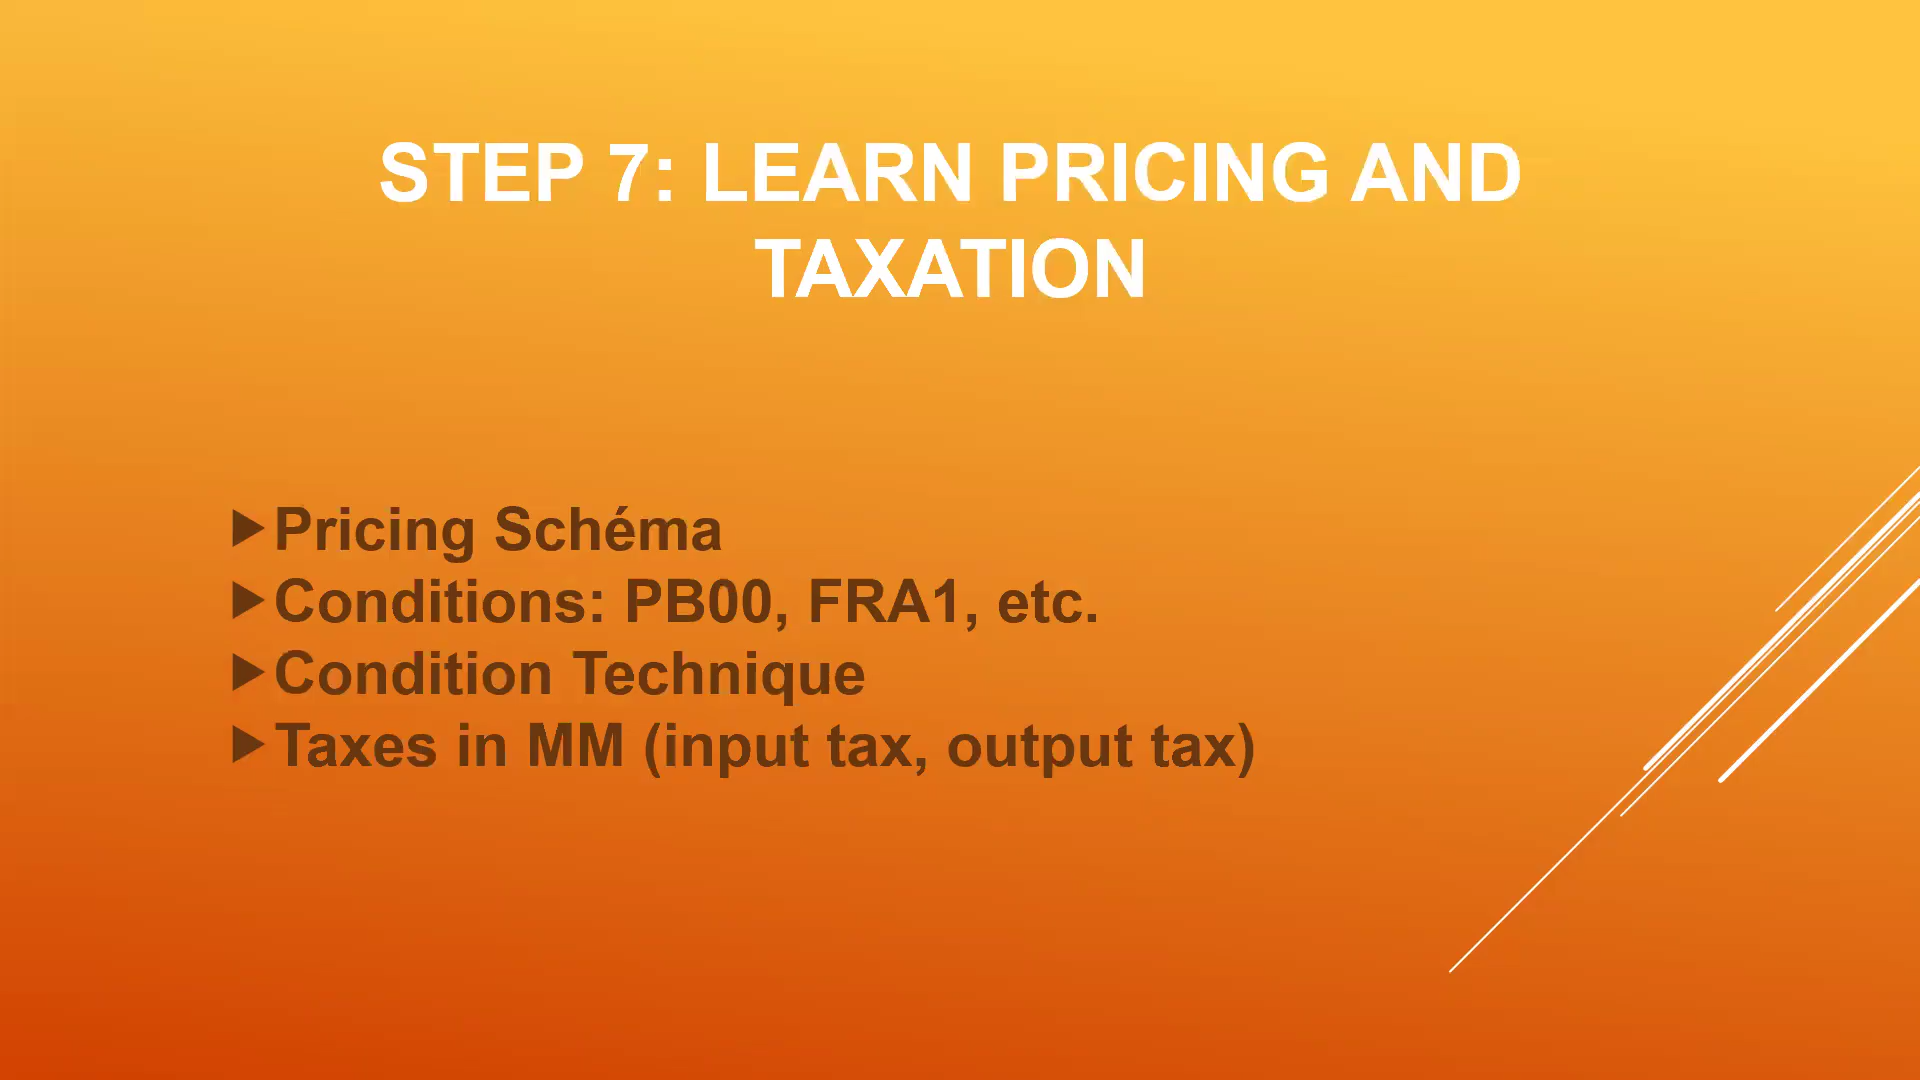 STEP 7: LEARN PRICING AND
TAXATION
Pricing Schéma
Conditions: PB00, FRA1, etc.
Condition Technique
Taxes in MM (input tax, output tax)